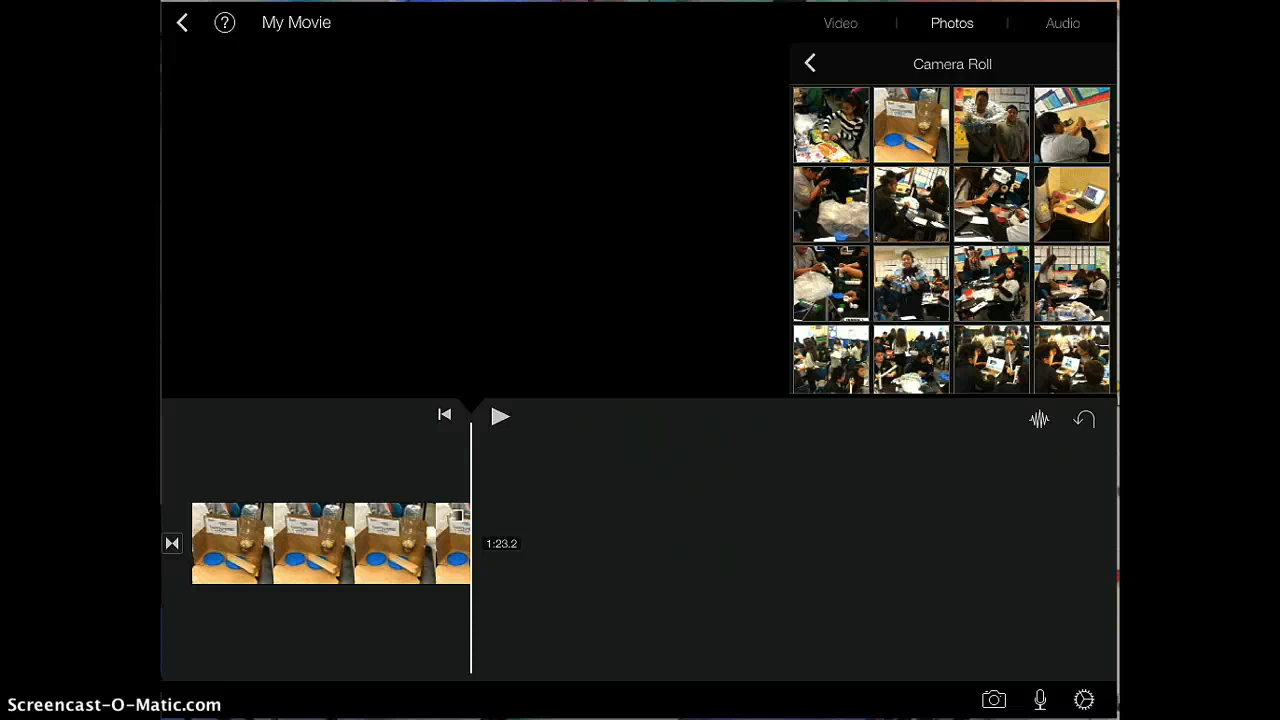 ? My Movie
Video | Photos | Audio
Camera Roll
1:23.2
Screencast-O-Matic.com